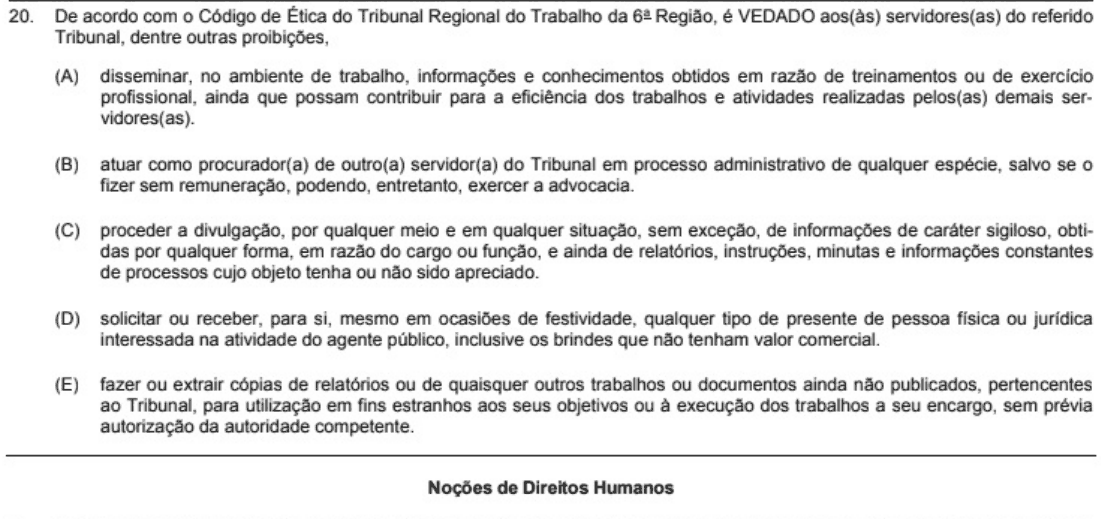 20. De acordo com o Código de Ética do Tribunal Regional do Trabalho da 6ª Região, é VEDADO aos(às) servidores(as) do referido
Tribunal, dentre outras proibições,
(A) disseminar, no ambiente de trabalho, informações e conhecimentos obtidos em razão de treinamentos ou de exercício
profissional, ainda que possam contribuir para a eficiência dos trabalhos e atividades realizadas pelos(as) demais ser-
vidores(as).
(B) atuar como procurador(a) de outro(a) servidor(a) do Tribunal em processo administrativo de qualquer espécie, salvo se o
fizer sem remuneração, podendo, entretanto, exercer a advocacia.
(C) proceder a divulgação, por qualquer meio e em qualquer situação, sem exceção, de informações de caráter sigiloso, obti-
das por qualquer forma, em razão do cargo ou função, e ainda de relatórios, instruções, minutas e informações constantes
de processos cujo objeto tenha ou não sido apreciado.
(D) solicitar ou receber, para si, mesmo em ocasiões de festividade, qualquer tipo de presente de pessoa física ou jurídica
interessada na atividade do agente público, inclusive os brindes que não tenham valor comercial.
(E) fazer ou extrair cópias de relatórios ou de quaisquer outros trabalhos ou documentos ainda não publicados, pertencentes
ao Tribunal, para utilização em fins estranhos aos seus objetivos ou à execução dos trabalhos a seu encargo, sem prévia
autorização da autoridade competente.
Noções de Direitos Humanos